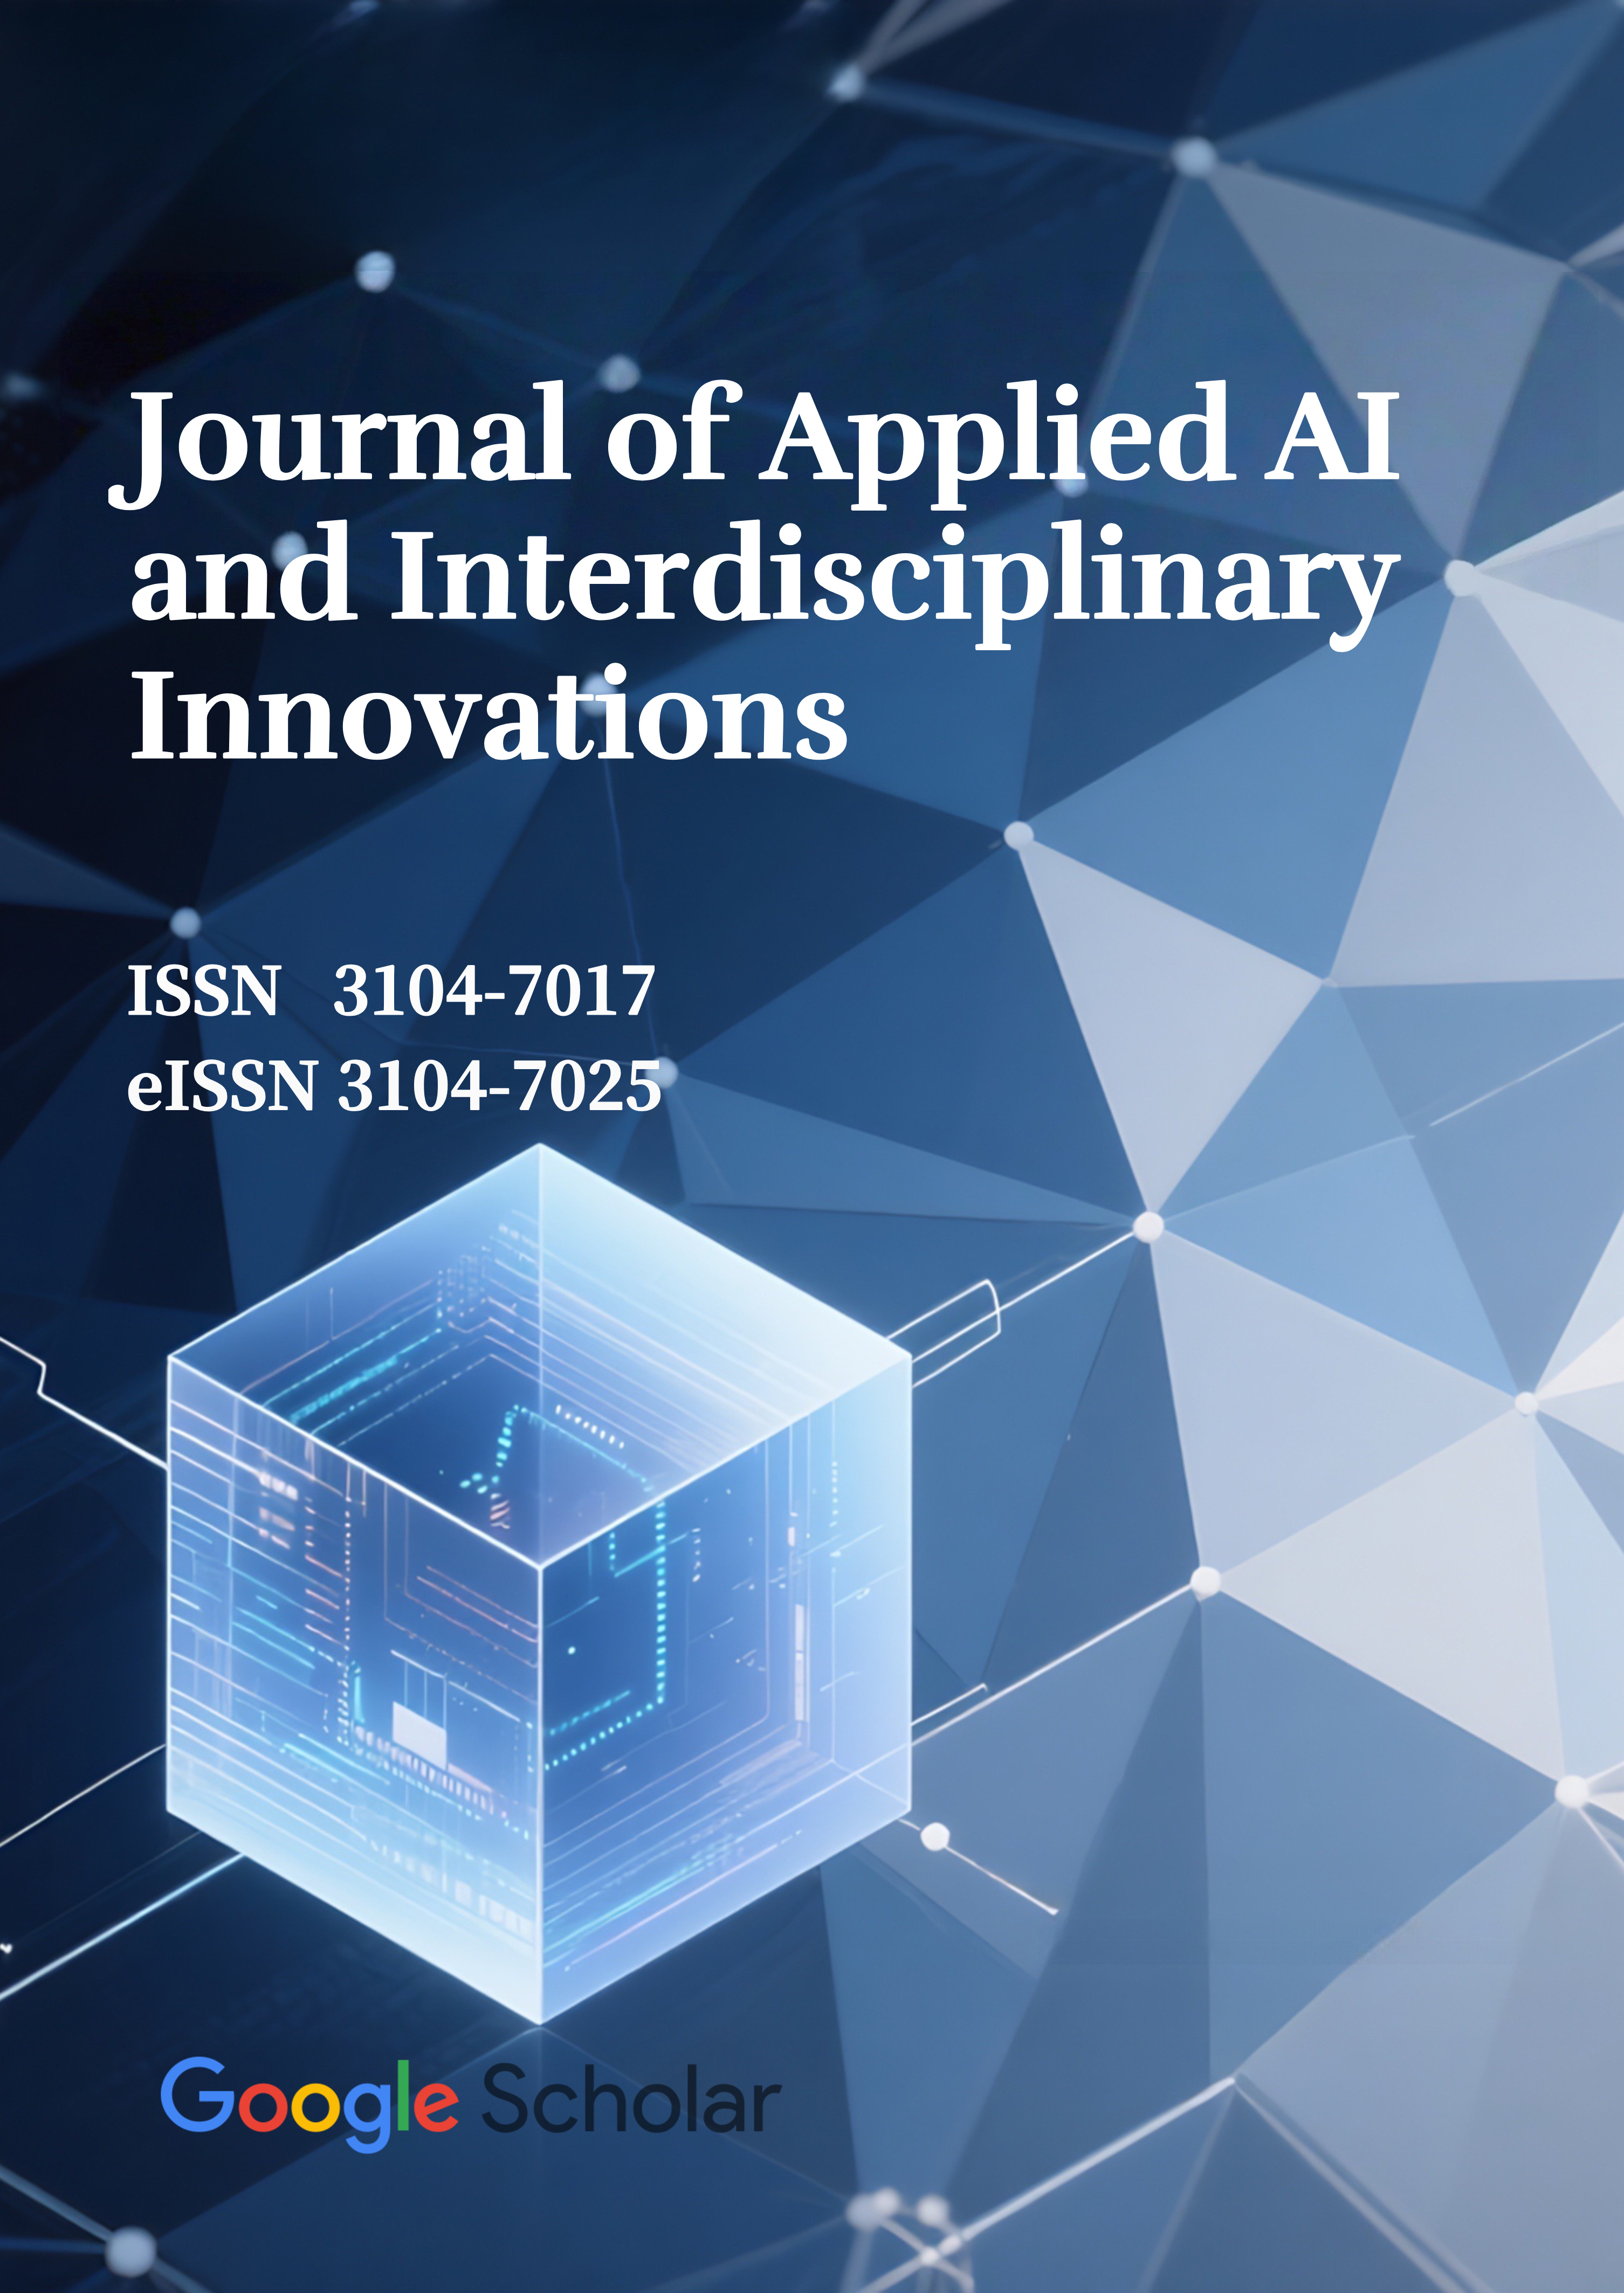 Journal of Applied AI
and Interdisciplinary
Innovations
ISSN 3104-7017
eISSN 3104-7025
Google Scholar